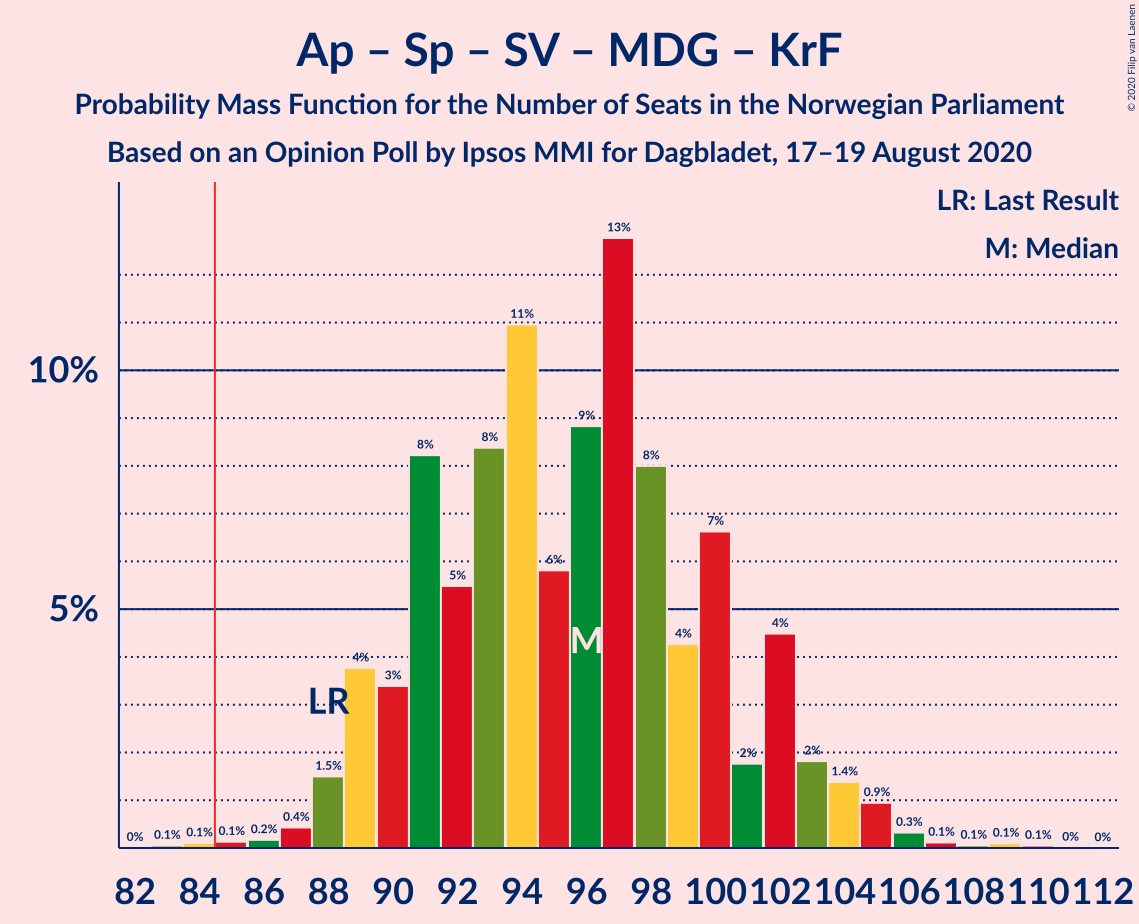 Ap – Sp – SV – MDG – KrF
Probability Mass Function for the Number of Seats in the Norwegian Parliament
Based on an Opinion Poll by Ipsos MMI for Dagbladet, 17–19 August 2020
© 2020 Filip van Laenen
LR: Last Result
M: Median
10%
5%
0% 0.1% 0.1% 0.1% 0.2% 0.4% 1.5% 4% 3% 8% 5% 8% 11% 6% 9% 13% 8% 4% 7% 2% 4% 2% 1.4% 0.9% 0.3% 0.1% 0.1% 0.1% 0.1% 0% 0%
LR
M
82 84 86 88 90 92 94 96 98 100 102 104 106 108 110 112